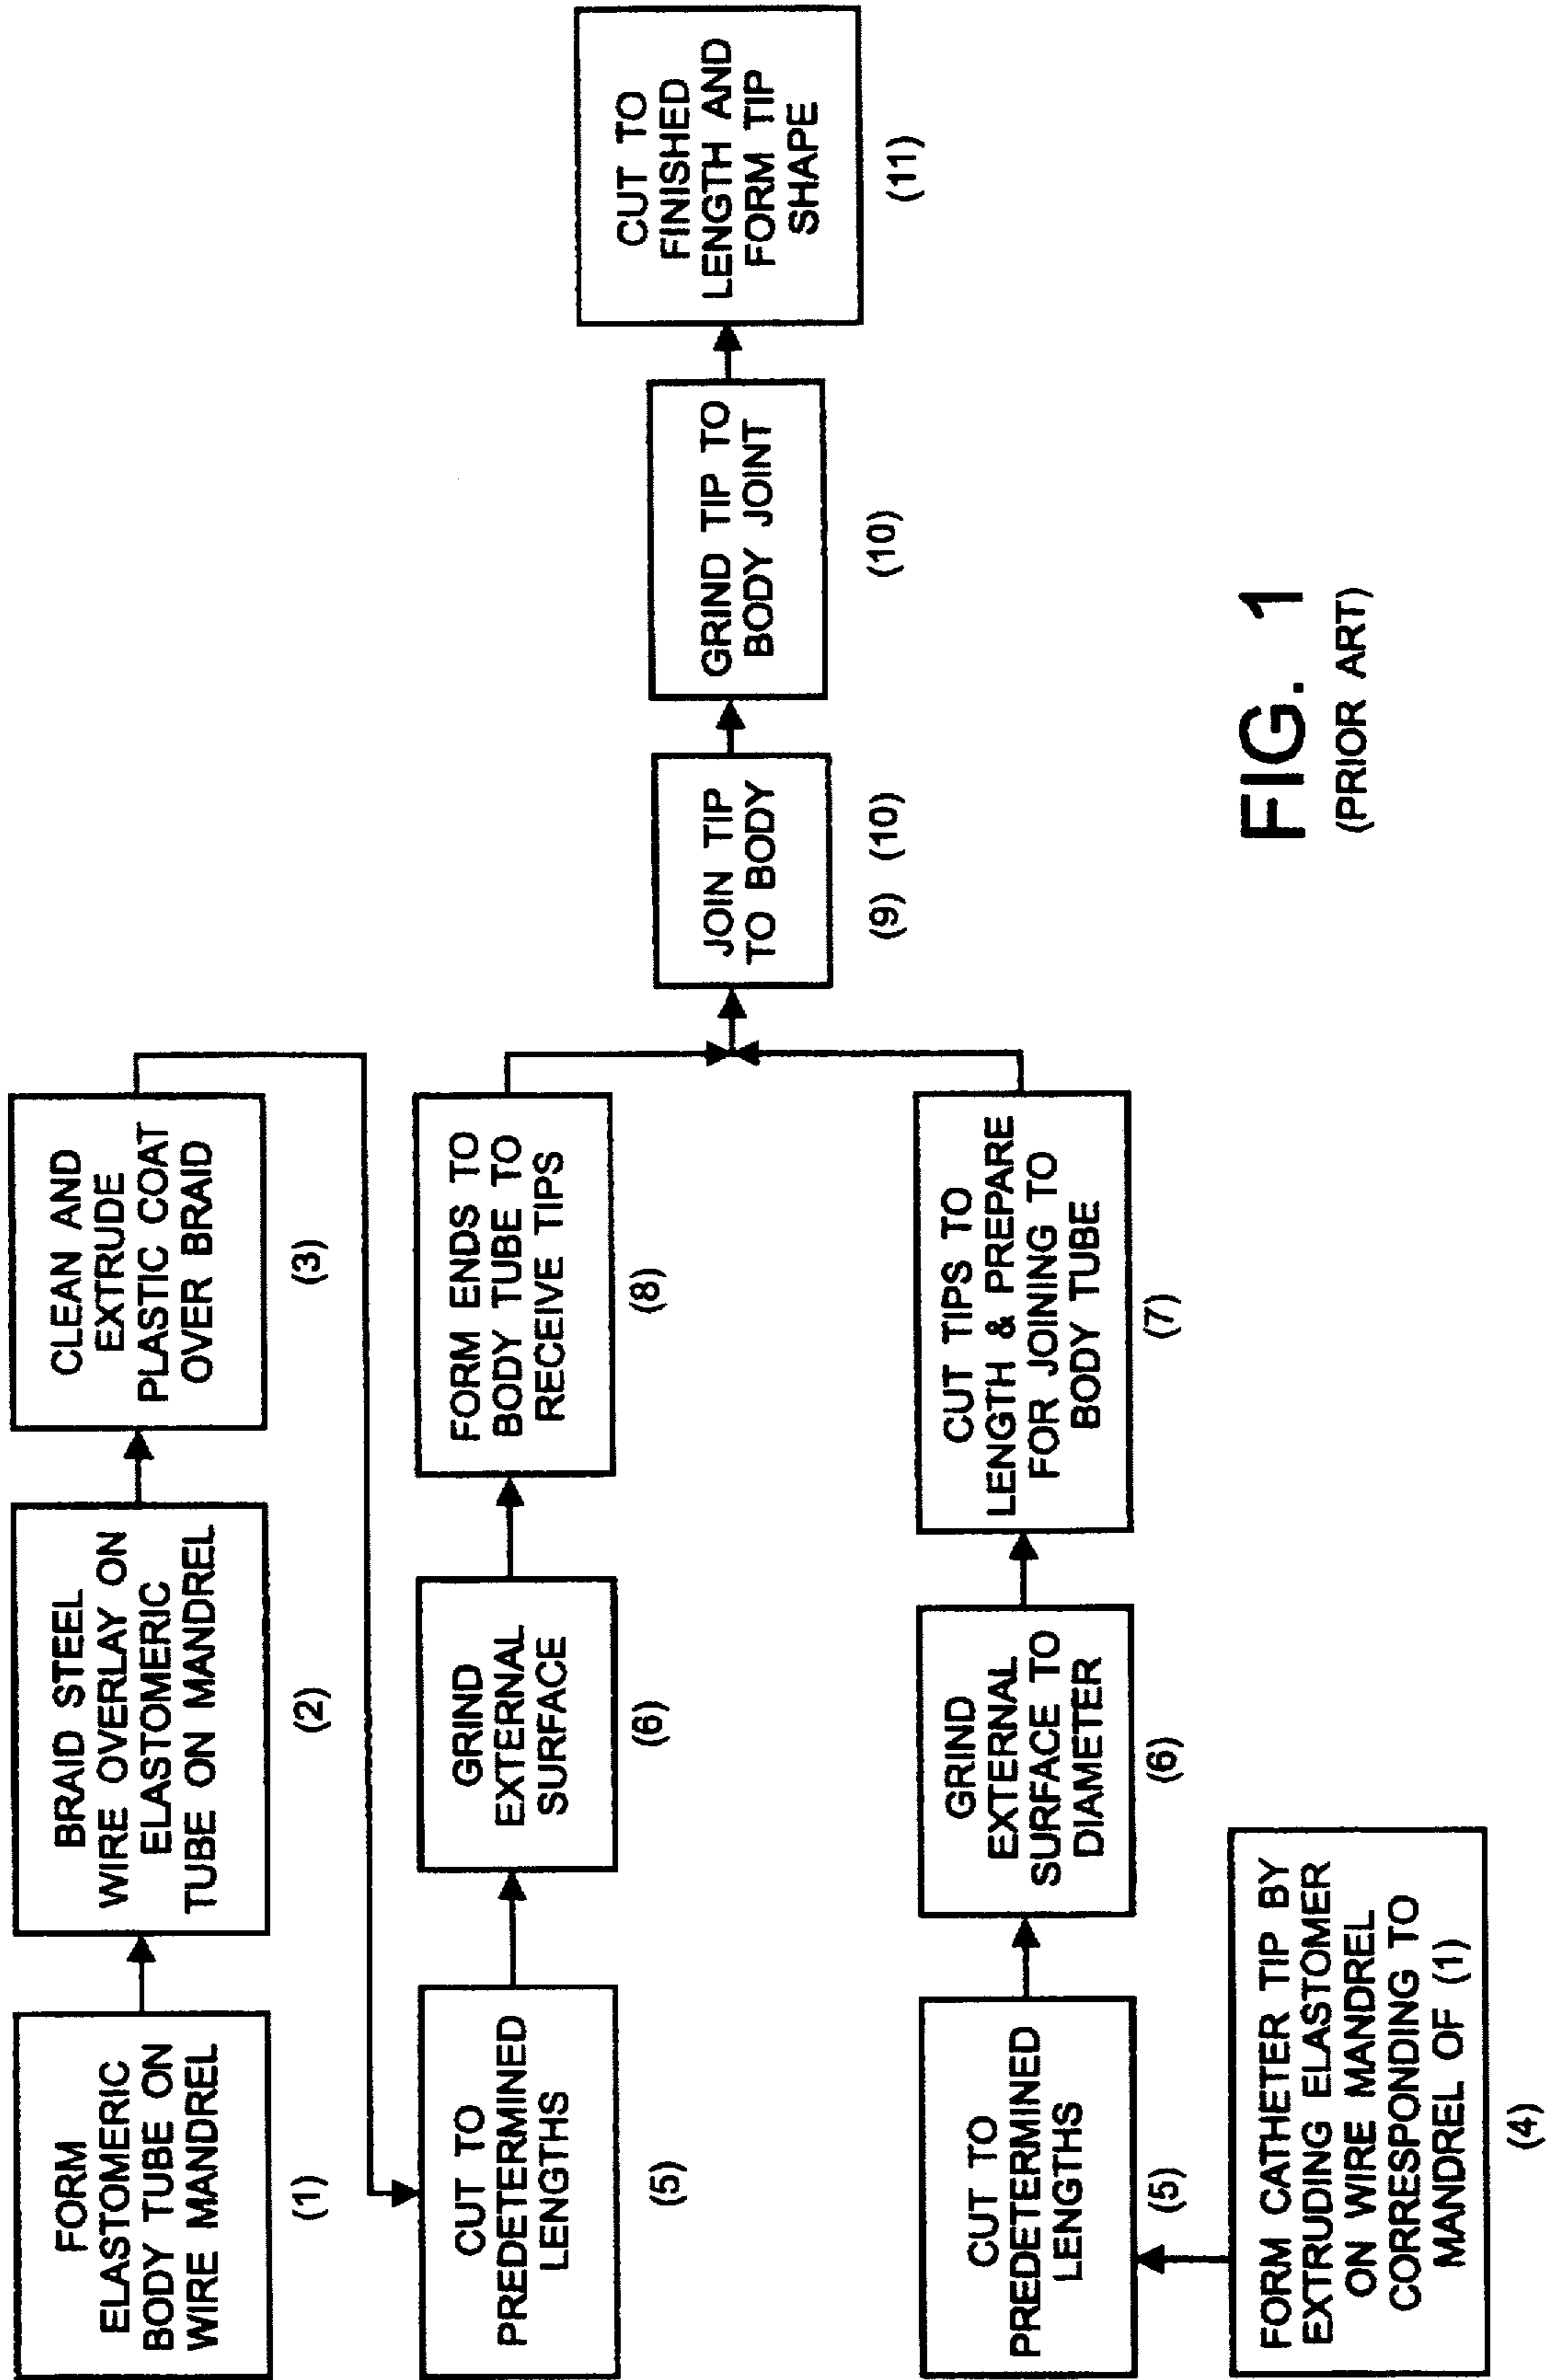 FORM
ELASTOMERIC
BODY TUBE ON
WIRE MANDREL
(1)
BRAID STEEL
WIRE OVERLAY ON
ELASTOMERIC
TUBE ON MANDREL
(2)
CLEAN AND
EXTRUDE
PLASTIC COAT
OVER BRAID
(3)
CUT TO
PREDETERMINED
LENGTHS
(5)
GRIND
EXTERNAL
SURFACE
(6)
FORM ENDS TO
BODY TUBE TO
RECEIVE TIPS
(8)
FORM CATHETER TIP BY
EXTRUDING ELASTOMER
ON WIRE MANDREL
CORRESPONDING TO
MANDREL OF (1)
(4)
CUT TO
PREDETERMINED
LENGTHS
(5)
GRIND
EXTERNAL
SURFACE TO
DIAMETER
(6)
CUT TIPS TO
LENGTH & PREPARE
FOR JOINING TO
BODY TUBE
(7)
JOIN TIP
TO BODY
(9) (10)
GRIND TIP TO
BODY JOINT
(10)
CUT TO
FINISHED
LENGTH AND
FORM TIP
SHAPE
(11)
FIG. 1
(PRIOR ART)